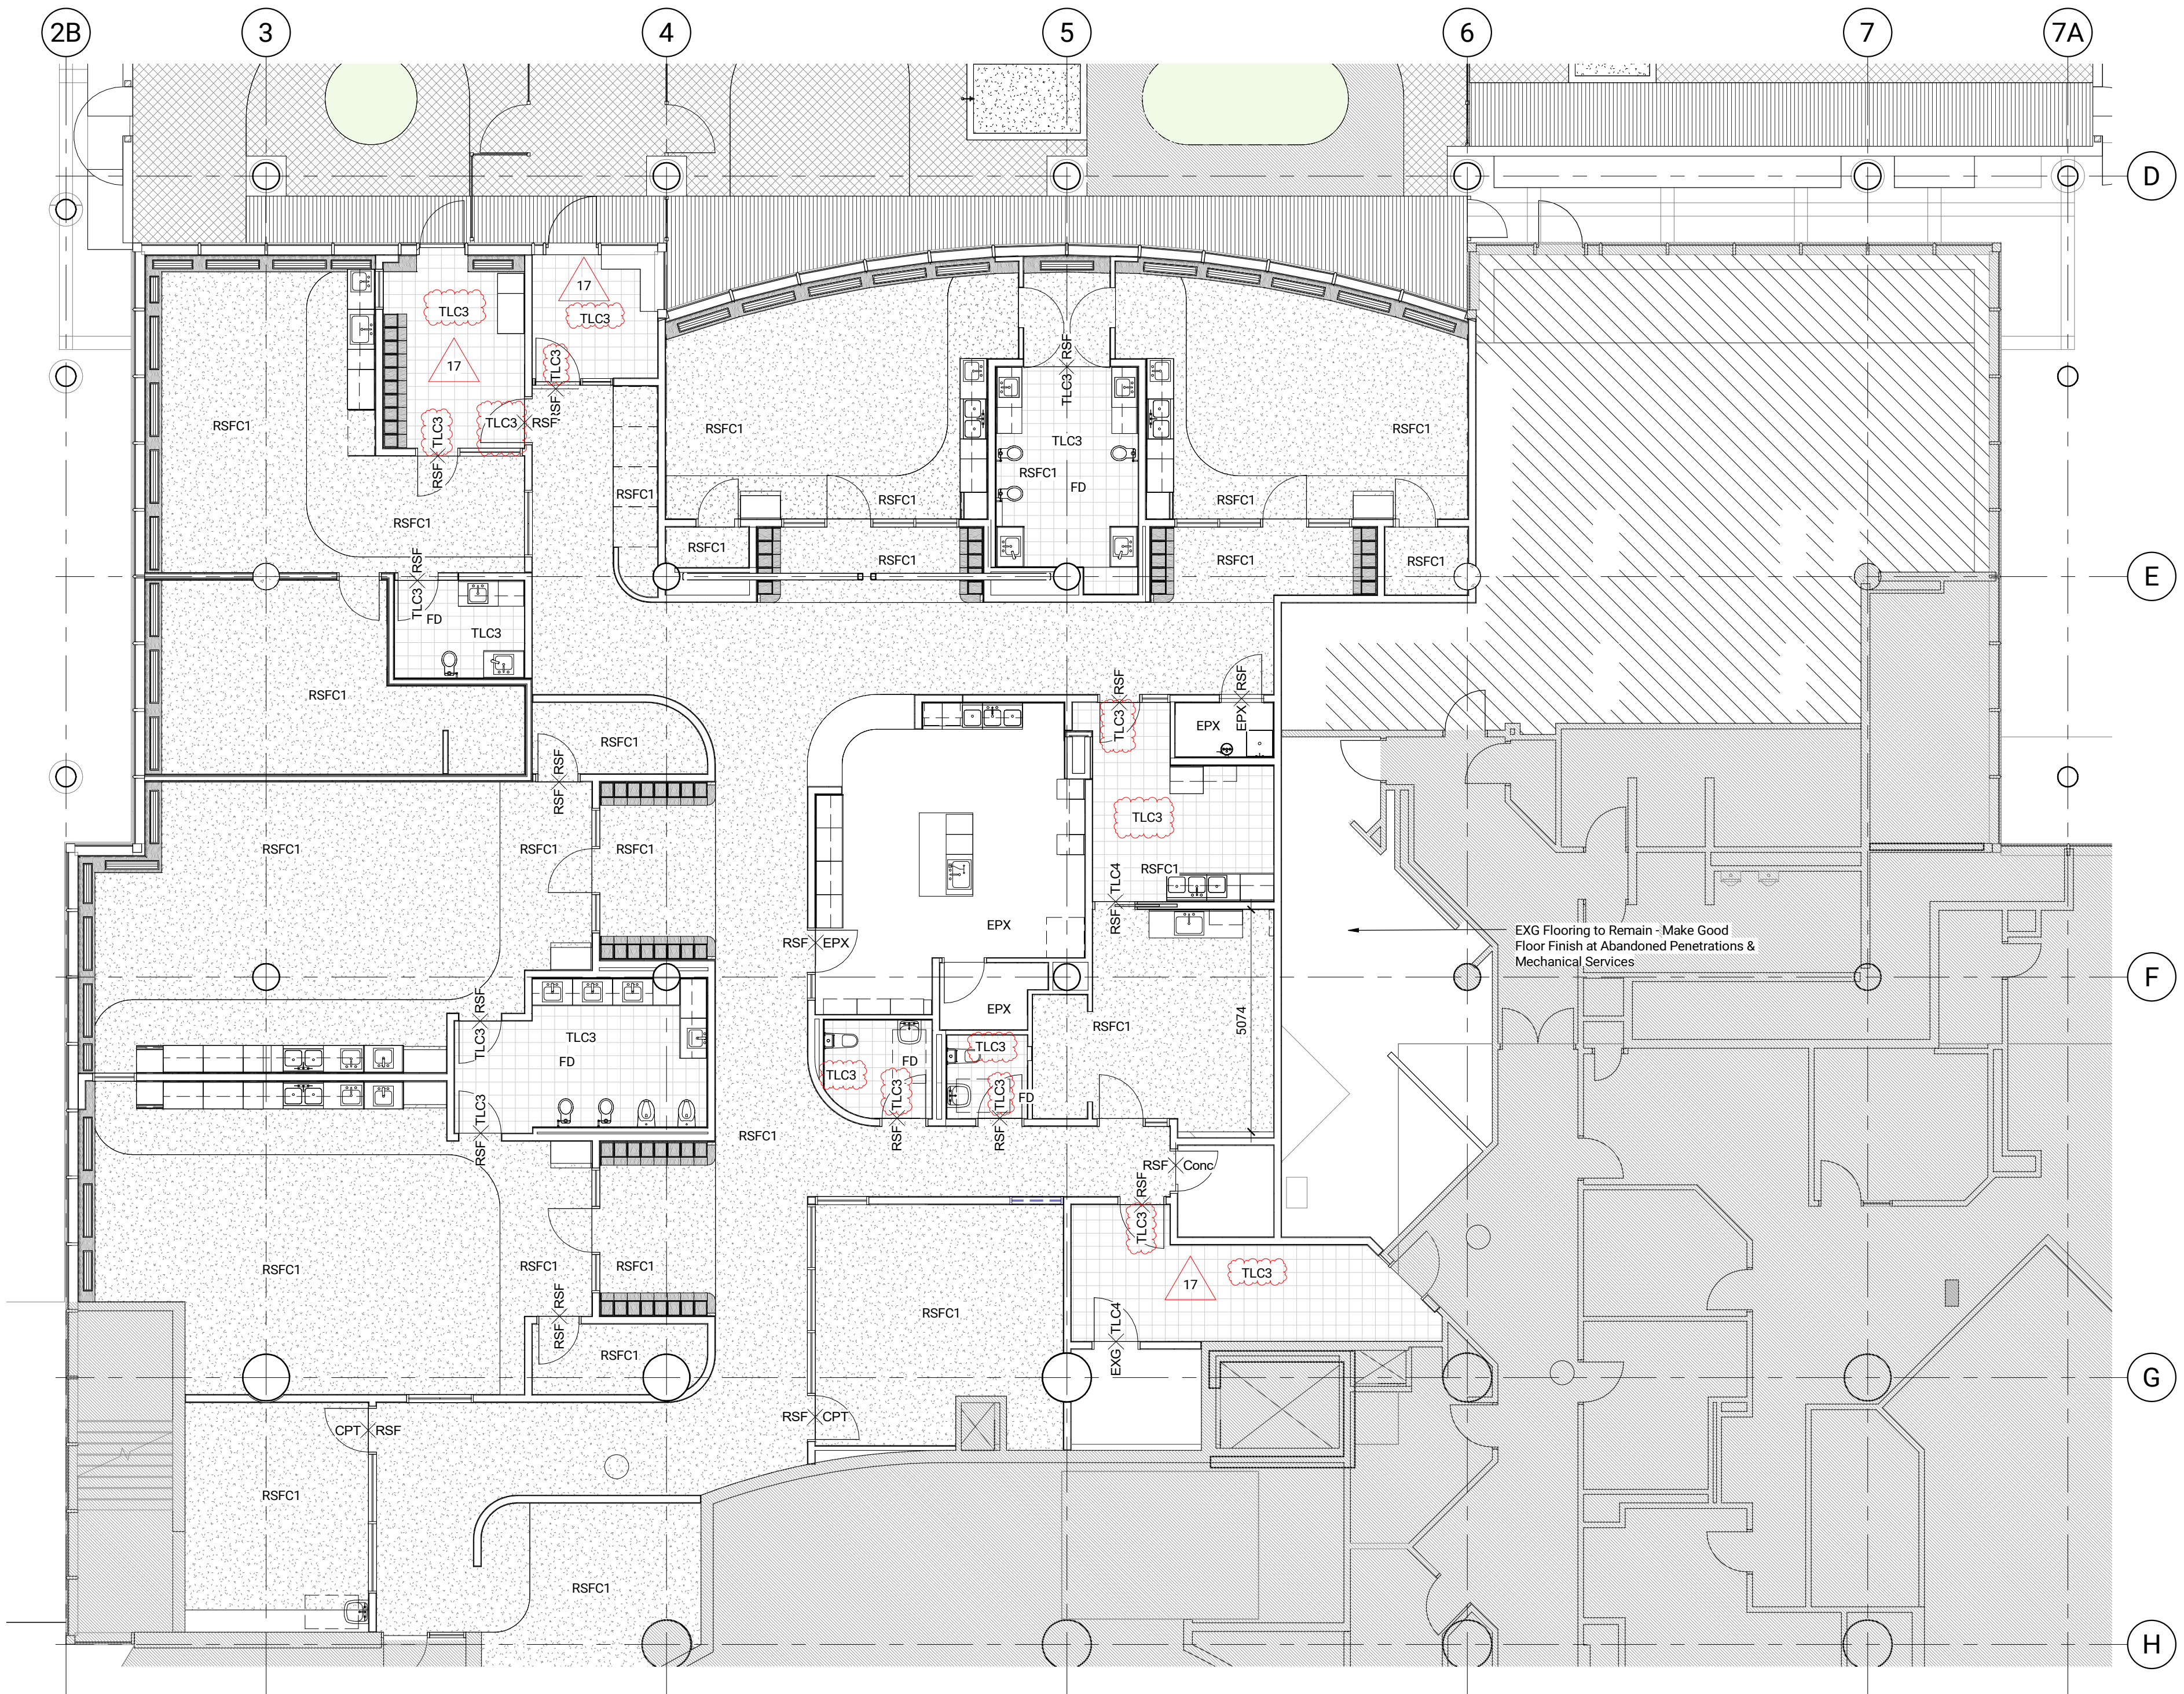 2B
3
4
5
6
7
7A
D
17
TLC3
TLC3
17
TLC3
RSF
TLC3
RSF
TLC3
RSF
TLC3
RSF
RSFC1
RSFC1
RSFC1
RSF
TLC3
TLC3
RSFC1
FD
RSFC1
RSFC1
RSFC1
RSFC1
RSFC1
RSFC1
RSFC1
RSFC1
RSFC1
E
RSF
TLC3
FD
TLC3
RSFC1
RSFC1
RSF
RSF
RSF
TLC3
RSF
EPX
EPX
TLC3
RSFC1
RSFC1
RSFC1
RSFC1
TLC4
RSF
EPX
RSF
EPX
EXG Flooring to Remain - Make Good
Floor Finish at Abandoned Penetrations &
Mechanical Services
F
RSF
TLC3
TLC3
FD
EPX
RSFC1
5074
TLC3
FD
TLC3
RSF
TLC3
TLC3
FD
RSF
TLC3
RSF
RSFC1
RSF
Conc
RSF
TLC3
17
TLC3
RSFC1
RSFC1
RSFC1
RSF
RSF
RSFC1
RSFC1
TLC4
EXG
G
CPT
RSF
RSF
CPT
RSFC1
RSFC1
H